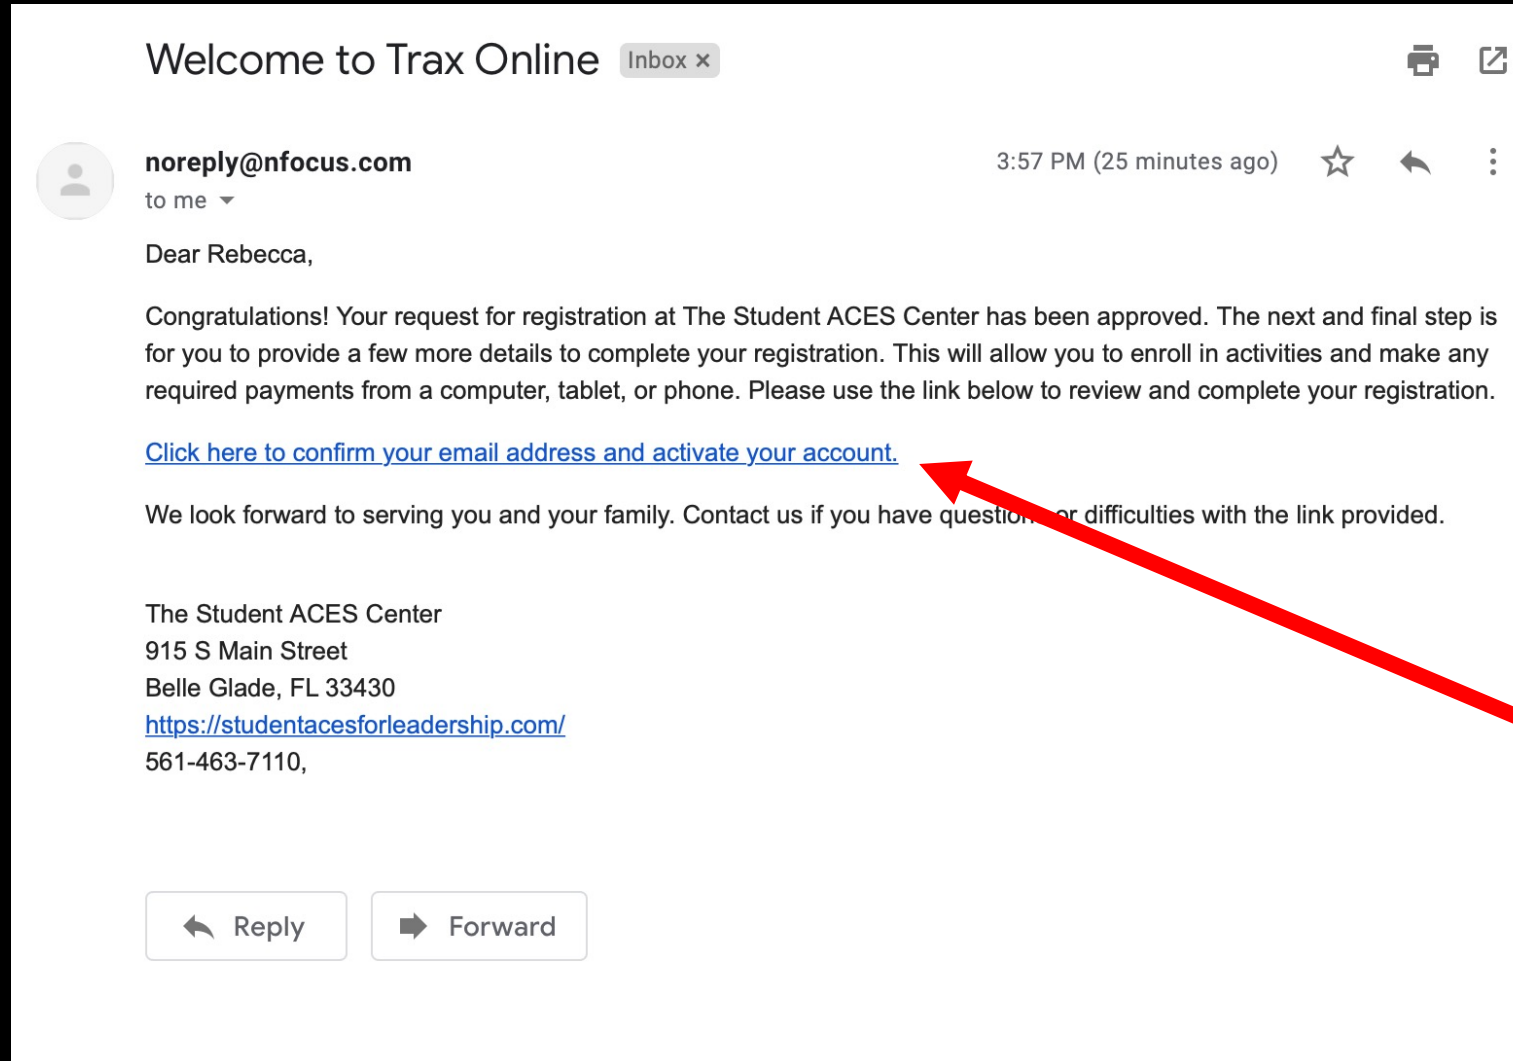 Welcome to Trax Online Inbox ×
noreply@nfocus.com 3:57 PM (25 minutes ago)
to me
Dear Rebecca,
Congratulations! Your request for registration at The Student ACES Center has been approved. The next and final step is
for you to provide a few more details to complete your registration. This will allow you to enroll in activities and make any
required payments from a computer, tablet, or phone. Please use the link below to review and complete your registration.
Click here to confirm your email address and activate your account.
We look forward to serving you and your family. Contact us if you have questions or difficulties with the link provided.
The Student ACES Center
915 S Main Street
Belle Glade, FL 33430
https://studentacesforleadership.com/
561-463-7110,
Reply Forward